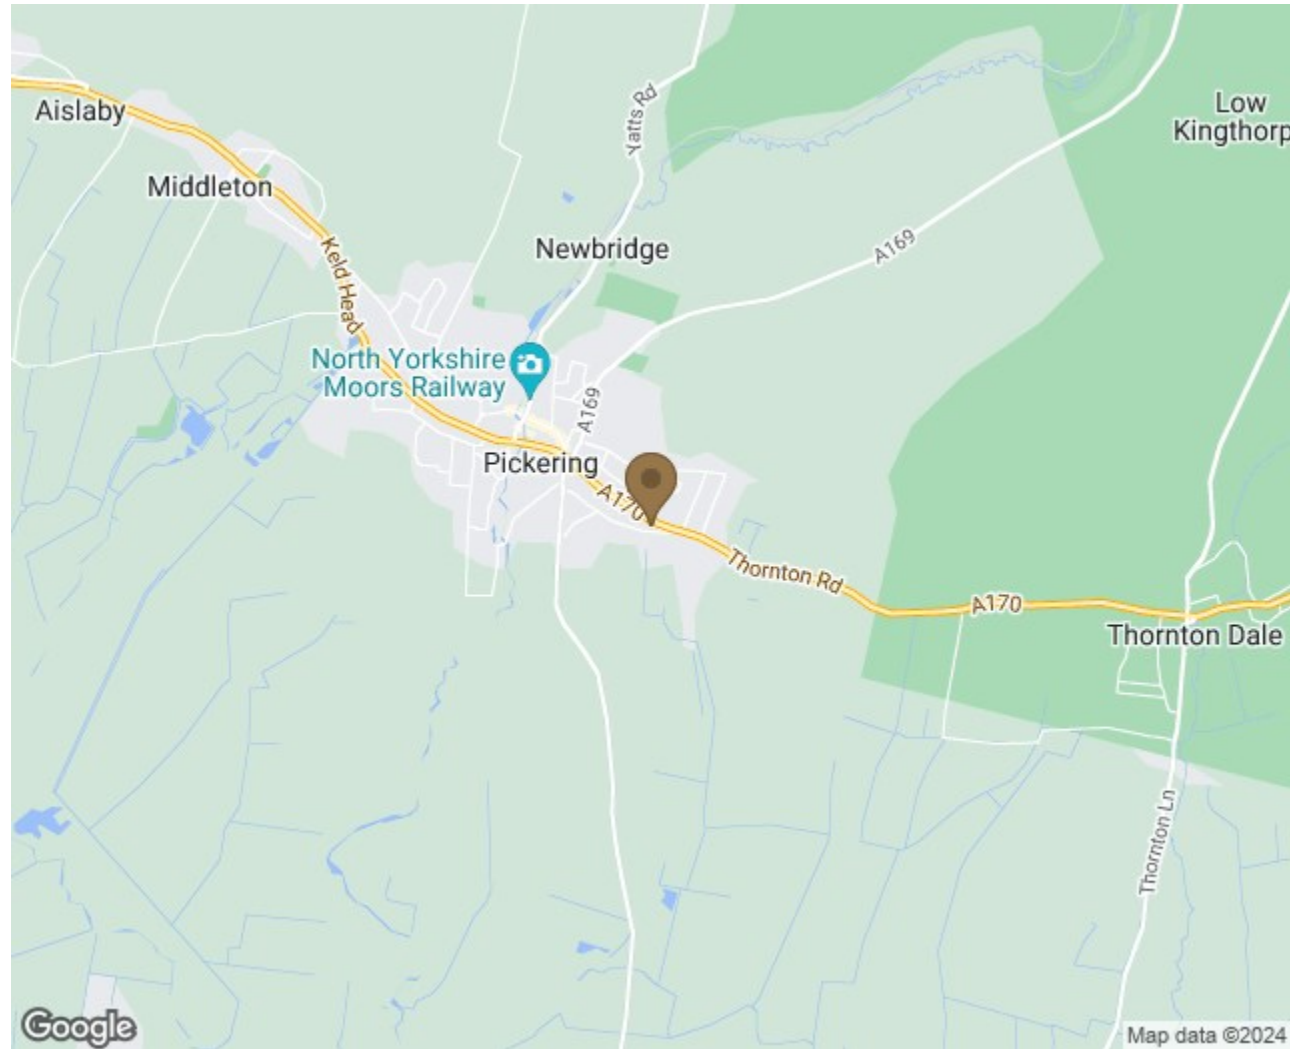 Aislaby
Middleton
Yatts Rd
Low
Kingthorp
Newbridge
A169
Keld Head
North Yorkshire
Moors Railway
A169
Pickering
A170
Thornton Rd
A170
Thornton Dale
Thornton Ln
Google
Map data ©2024